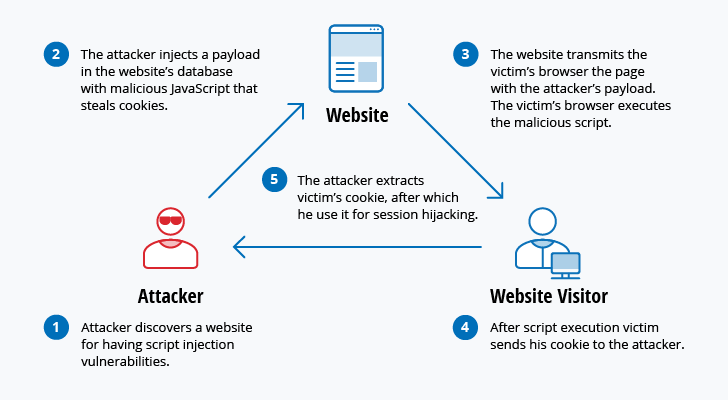 2
The attacker injects a payload
in the website's database
with malicious JavaScript that
steals cookies.
Website
3
The website transmits the
victim's browser the page
with the attacker's payload.
The victim's browser executes
the malicious script.
5
The attacker extracts
victim's cookie, after which
he use it for session hijacking.
Attacker
1
Attacker discovers a website
for having script injection
vulnerabilities.
Website Visitor
4
After script execution victim
sends his cookie to the attacker.